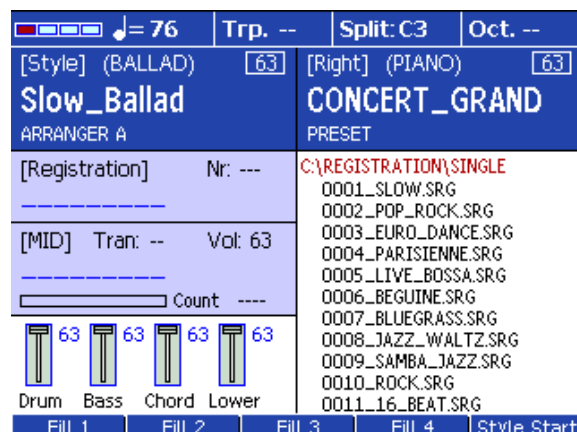 ♩= 76 Trp. -- Split: C3 Oct. --
[Style] (BALLAD) 63
Slow_Ballad
ARRANGER A
[Right] (PIANO) 63
CONCERT_GRAND
PRESET
[Registration] Nr: ---
[MID] Tran: -- Vol: 63
Count ----
63 63 63 63
Drum Bass Chord Lower
C:\REGISTRATION\SINGLE
0001_SLOW.SRG
0002_POP_ROCK.SRG
0003_EURO_DANCE.SRG
0004_PARISIENNE.SRG
0005_LIVE_BOSSA.SRG
0006_BEGUINE.SRG
0007_BLUEGRASS.SRG
0008_JAZZ_WALTZ.SRG
0009_SAMBA_JAZZ.SRG
0010_ROCK.SRG
0011_16_BEAT.SRG
Fill 1 Fill 2 Fill 3 Fill 4 Style Start